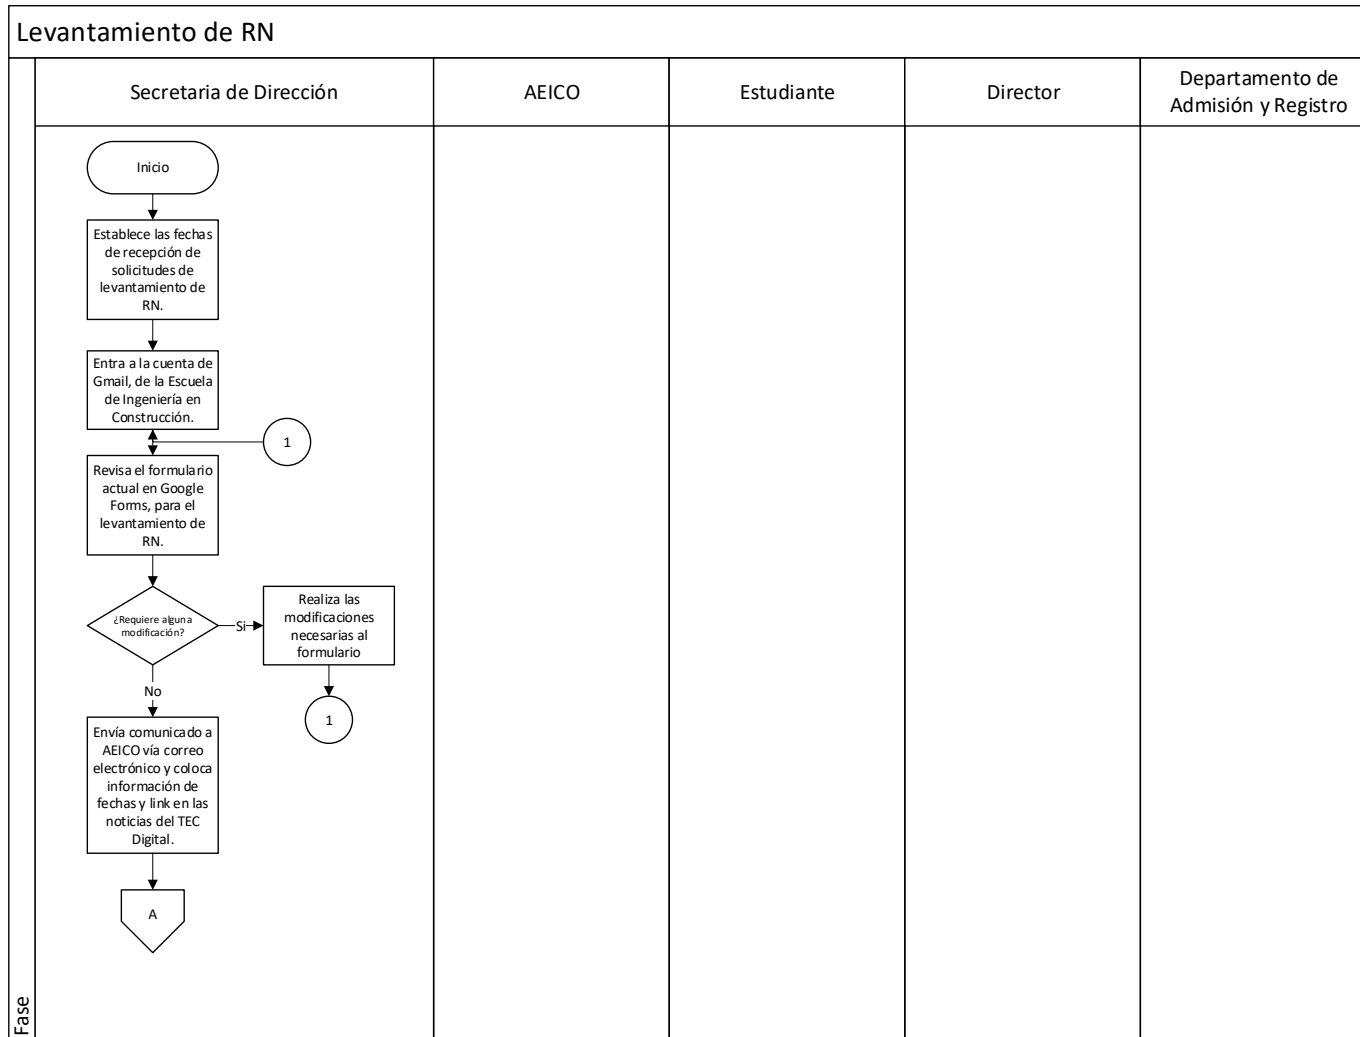 Levantamiento de RN
Secretaria de Dirección
AEICO
Estudiante
Director
Departamento de
Admisión y Registro
Inicio
Establece las fechas
de recepción de
solicitudes de
levantamiento de
RN.
Entra a la cuenta de
Gmail, de la Escuela
de Ingeniería en
Construcción.
1
Revisa el formulario
actual en Google
Forms, para el
levantamiento de
RN.
¿Requiere alguna
modificación?
Si
Realiza las
modificaciones
necesarias al
formulario
No
1
Envía comunicado a
AEICO vía correo
electrónico y coloca
información de
fechas y link en las
noticias del TEC
Digital.
A
Fase